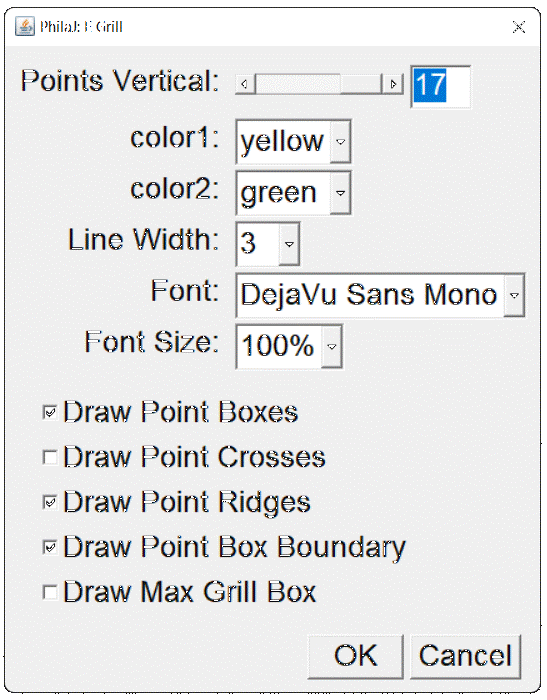 PhilaJ: E Grill
Points Vertical: 17
color1: yellow
color2: green
Line Width: 3
Font: DejaVu Sans Mono
Font Size: 100%
Draw Point Boxes
Draw Point Crosses
Draw Point Ridges
Draw Point Box Boundary
Draw Max Grill Box
OK Cancel